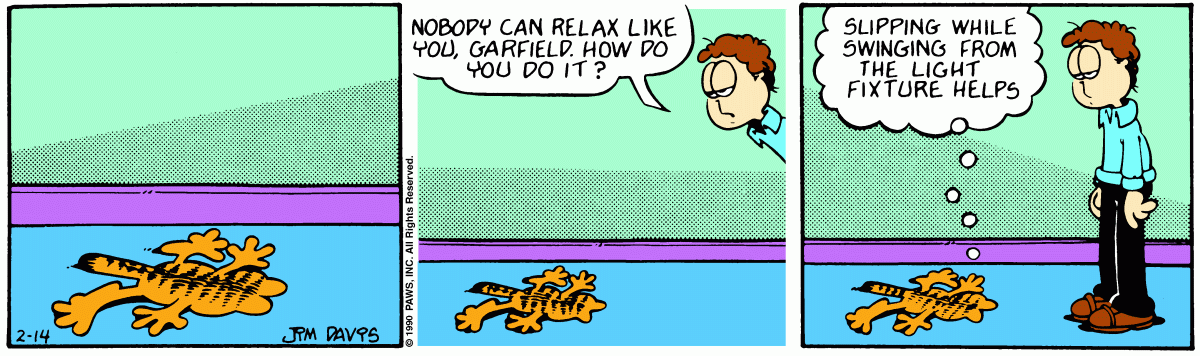 2-14
JIM DAVIS
© 1990 PAWS, INC. All Rights Reserved.
NOBODY CAN RELAX LIKE
YOU, GARFIELD. HOW DO
YOU DO IT?
SLIPPING WHILE
SWINGING FROM
THE LIGHT
FIXTURE HELPS